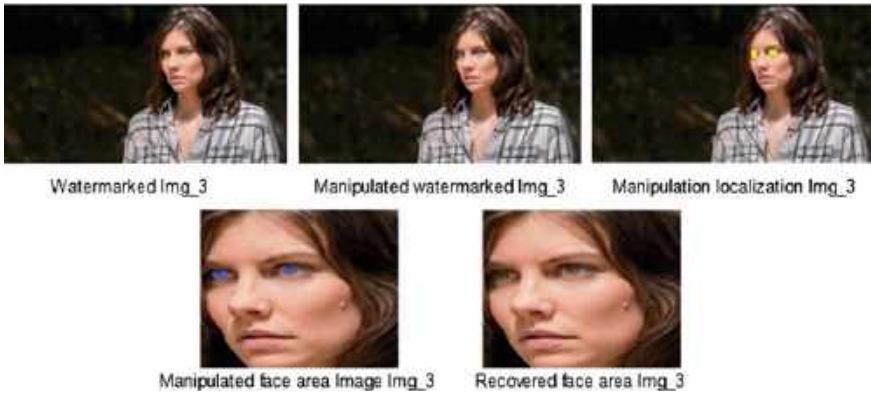 Watermarked Img_3
Manipulated watermarked Img_3
Manipulation localization Img_3
Manipulated face area Image Img_3
Recovered face area Img_3